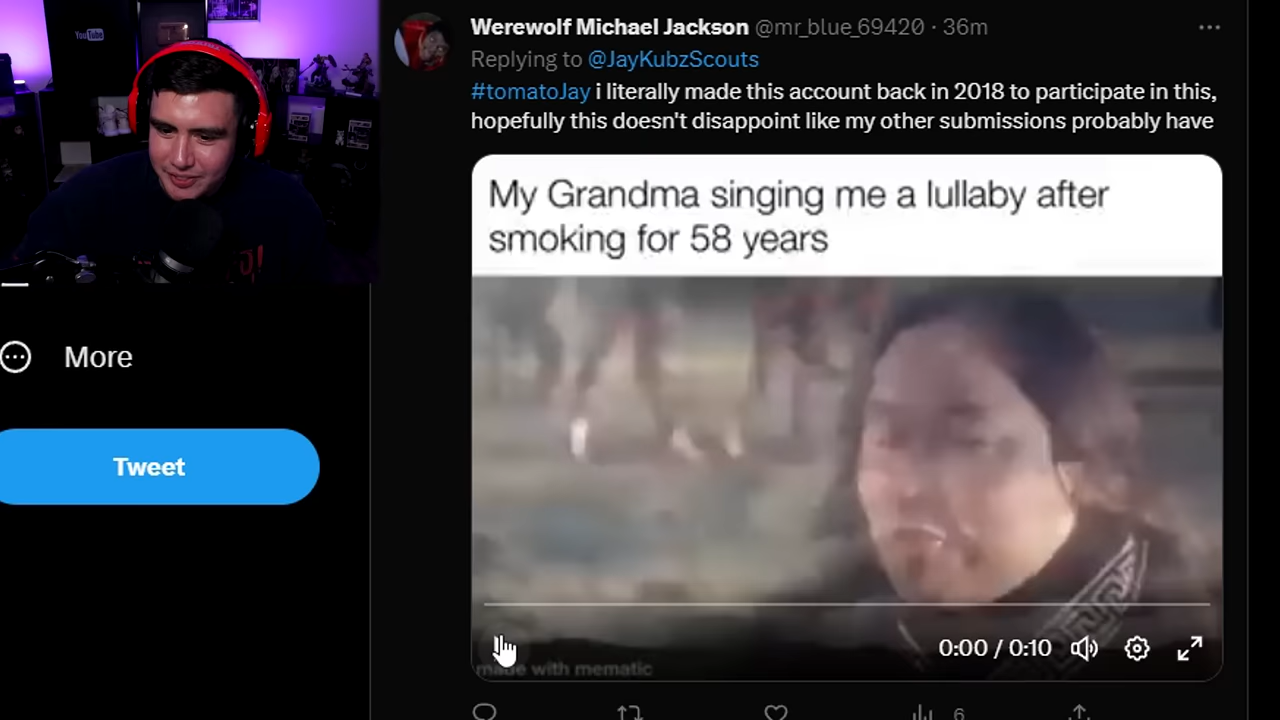 YouTube
Werewolf Michael Jackson @mr_blue_69420 · 36m
Replying to @JayKubzScouts
#tomatoJay i literally made this account back in 2018 to participate in this,
hopefully this doesn't disappoint like my other submissions probably have
My Grandma singing me a lullaby after
smoking for 58 years
More
Tweet
0:00 / 0:10
made with mematic
6